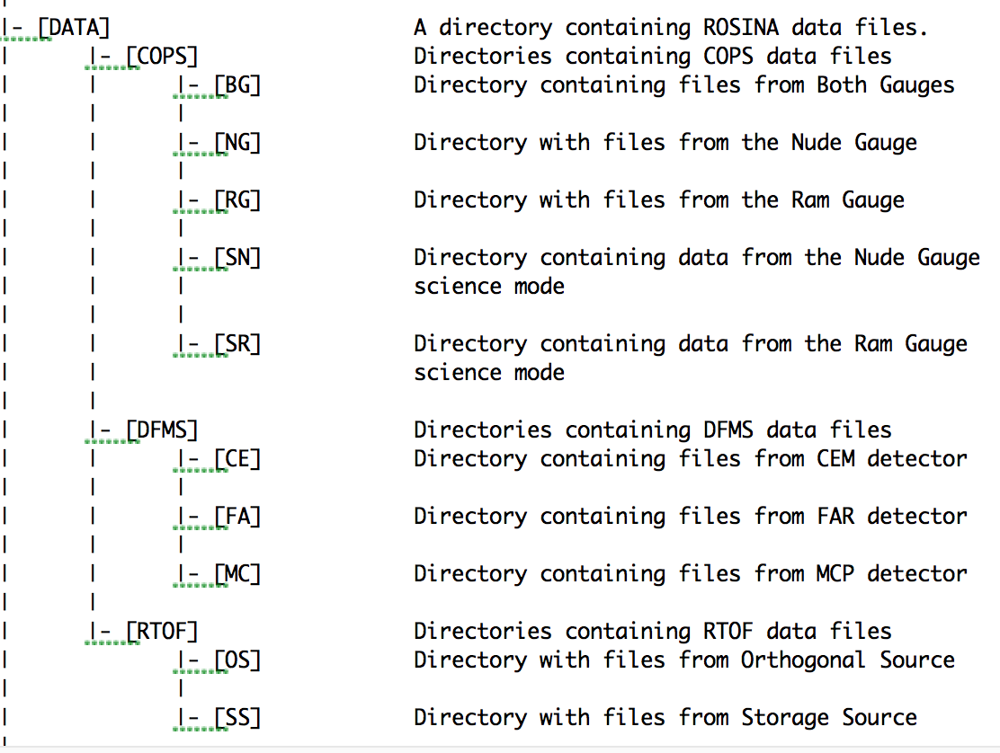 |- [DATA]                        A directory containing ROSINA data files.
|      |- [COPS]                 Directories containing COPS data files
|      |      |- [BG]            Directory containing files from Both Gauges
|      |      |
|      |      |- [NG]            Directory with files from the Nude Gauge
|      |      |
|      |      |- [RG]            Directory with files from the Ram Gauge
|      |      |
|      |      |- [SN]            Directory containing data from the Nude Gauge
|      |      |                  science mode
|      |      |
|      |      |- [SR]            Directory containing data from the Ram Gauge
|      |                         science mode
|      |
|      |- [DFMS]                 Directories containing DFMS data files
|      |      |- [CE]            Directory containing files from CEM detector
|      |      |
|      |      |- [FA]            Directory containing files from FAR detector
|      |      |
|      |      |- [MC]            Directory containing files from MCP detector
|      |
|      |- [RTOF]                 Directories containing RTOF data files
|             |- [OS]            Directory with files from Orthogonal Source
|             |
|             |- [SS]            Directory with files from Storage Source